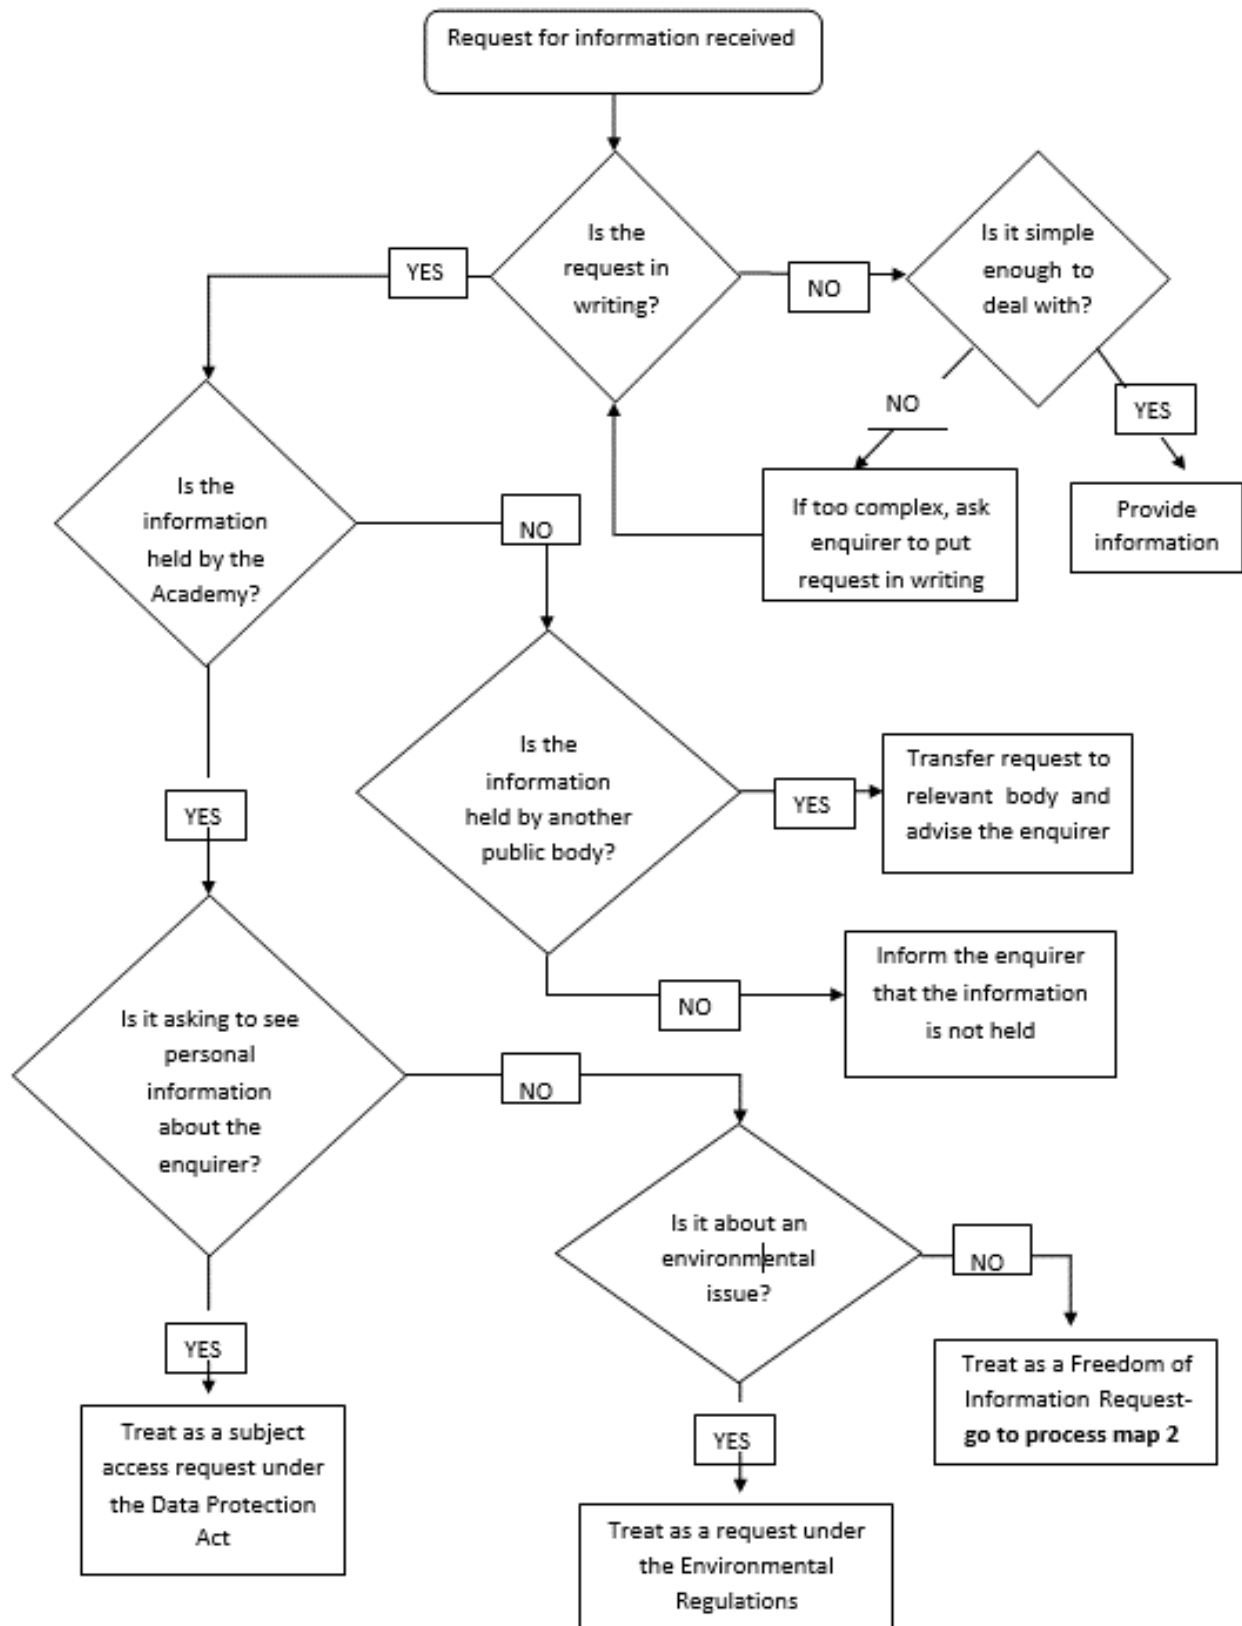 Request for information received
Is the
request in
writing?
YES
NO
Is it simple
enough to
deal with?
NO
YES
If too complex, ask
enquirer to put
request in writing
Provide
information
Is the
information
held by the
Academy?
NO
YES
Is the
information
held by another
public body?
YES
Transfer request to
relevant body and
advise the enquirer
NO
Inform the enquirer
that the information
is not held
Is it asking to see
personal
information
about the
enquirer?
NO
YES
Treat as a subject
access request under
the Data Protection
Act
Is it about an
environmental
issue?
NO
Treat as a Freedom of
Information Request-
go to process map 2
YES
Treat as a request under
the Environmental
Regulations